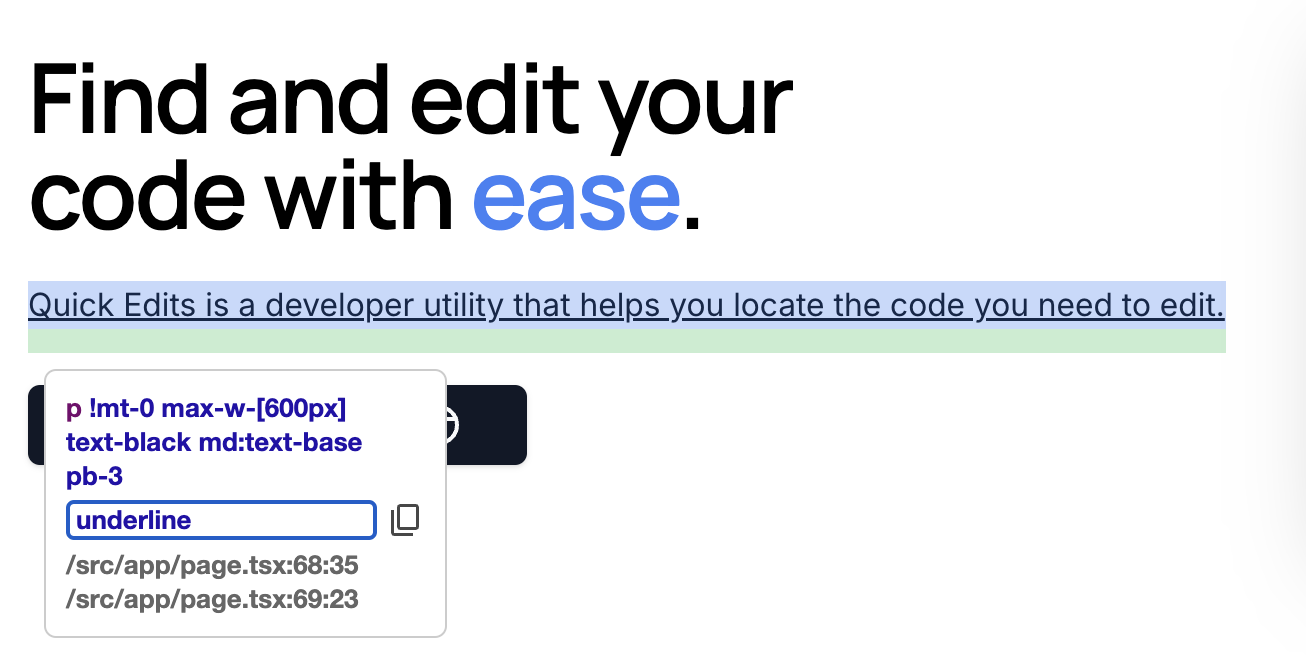 Find and edit your
code with ease.
Quick Edits is a developer utility that helps you locate the code you need to edit.
p !mt-0 max-w-[600px]
text-black md:text-base
pb-3
underline
/src/app/page.tsx:68:35
/src/app/page.tsx:69:23